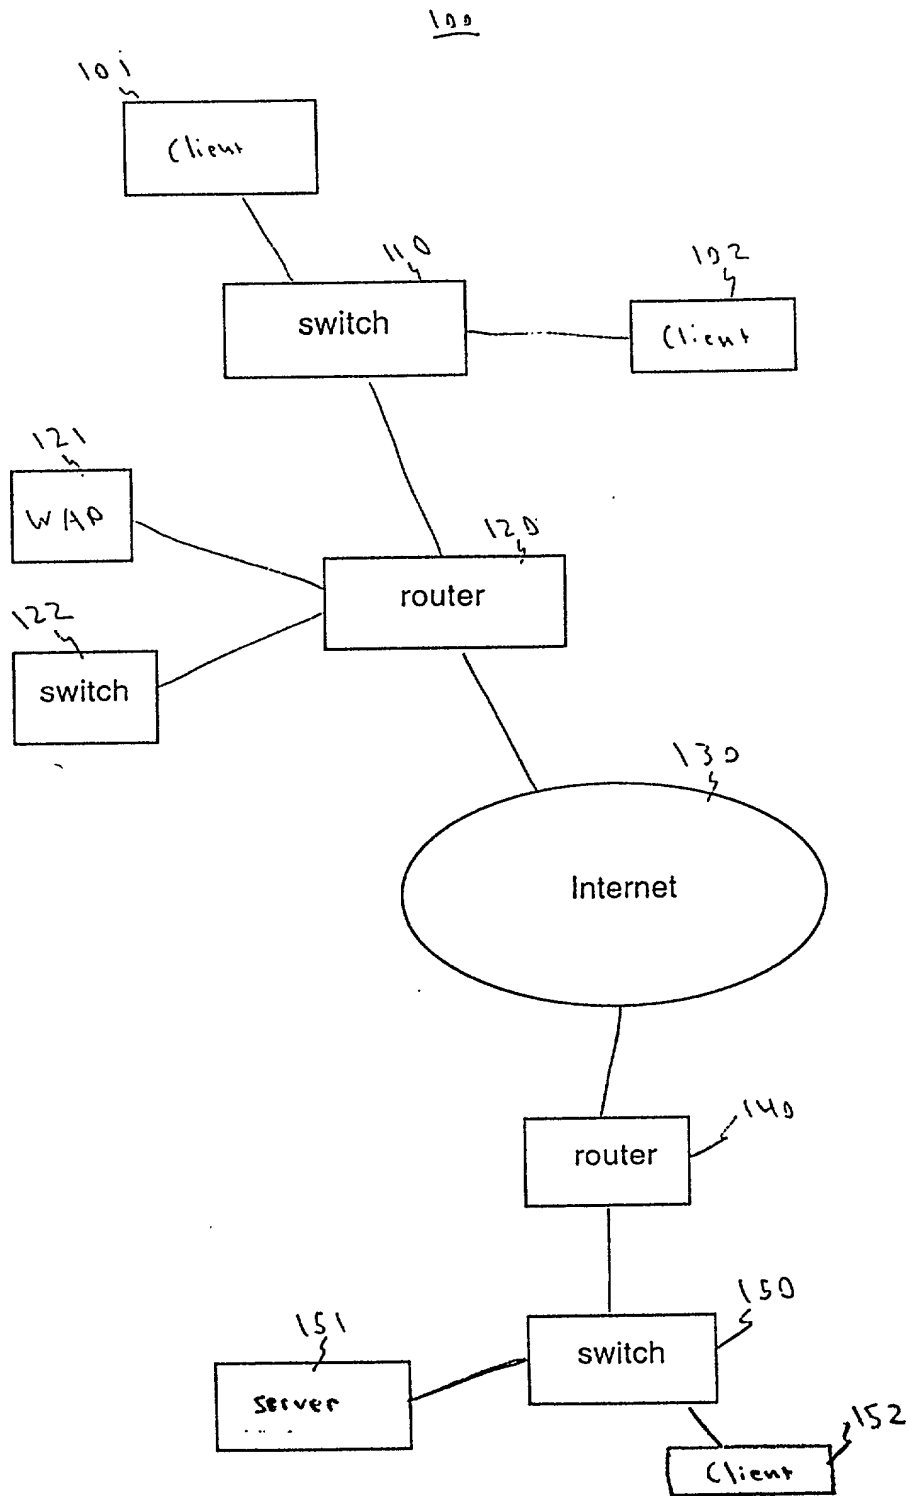 100
101
Client
110
switch
102
Client
121
WAP
120
router
122
switch
130
Internet
140
router
150
switch
151
server
152
Client